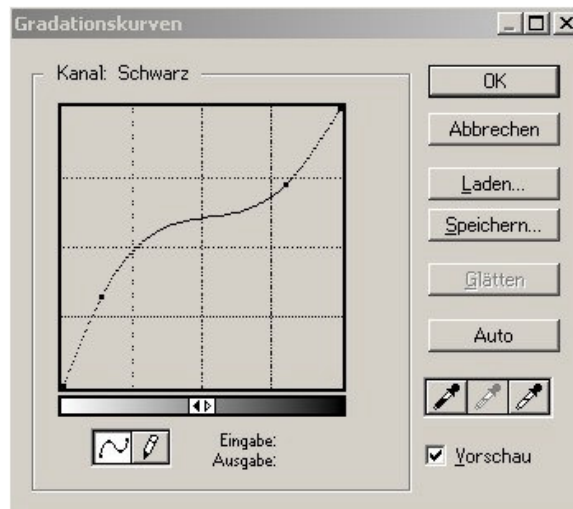 Gradationskurven
Kanal: Schwarz
OK
Abbrechen
Laden...
Speichern...
Glätten
Auto
Eingabe:
Ausgabe:
Vorschau